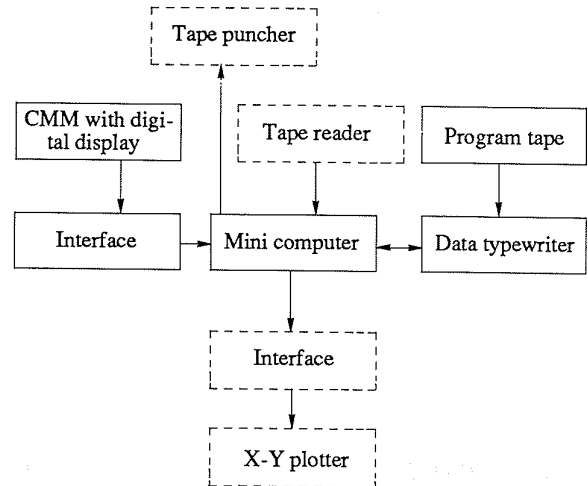 Tape puncher
CMM with digi-
tal display
Tape reader
Program tape
Interface
Mini computer
Data typewriter
Interface
X-Y plotter